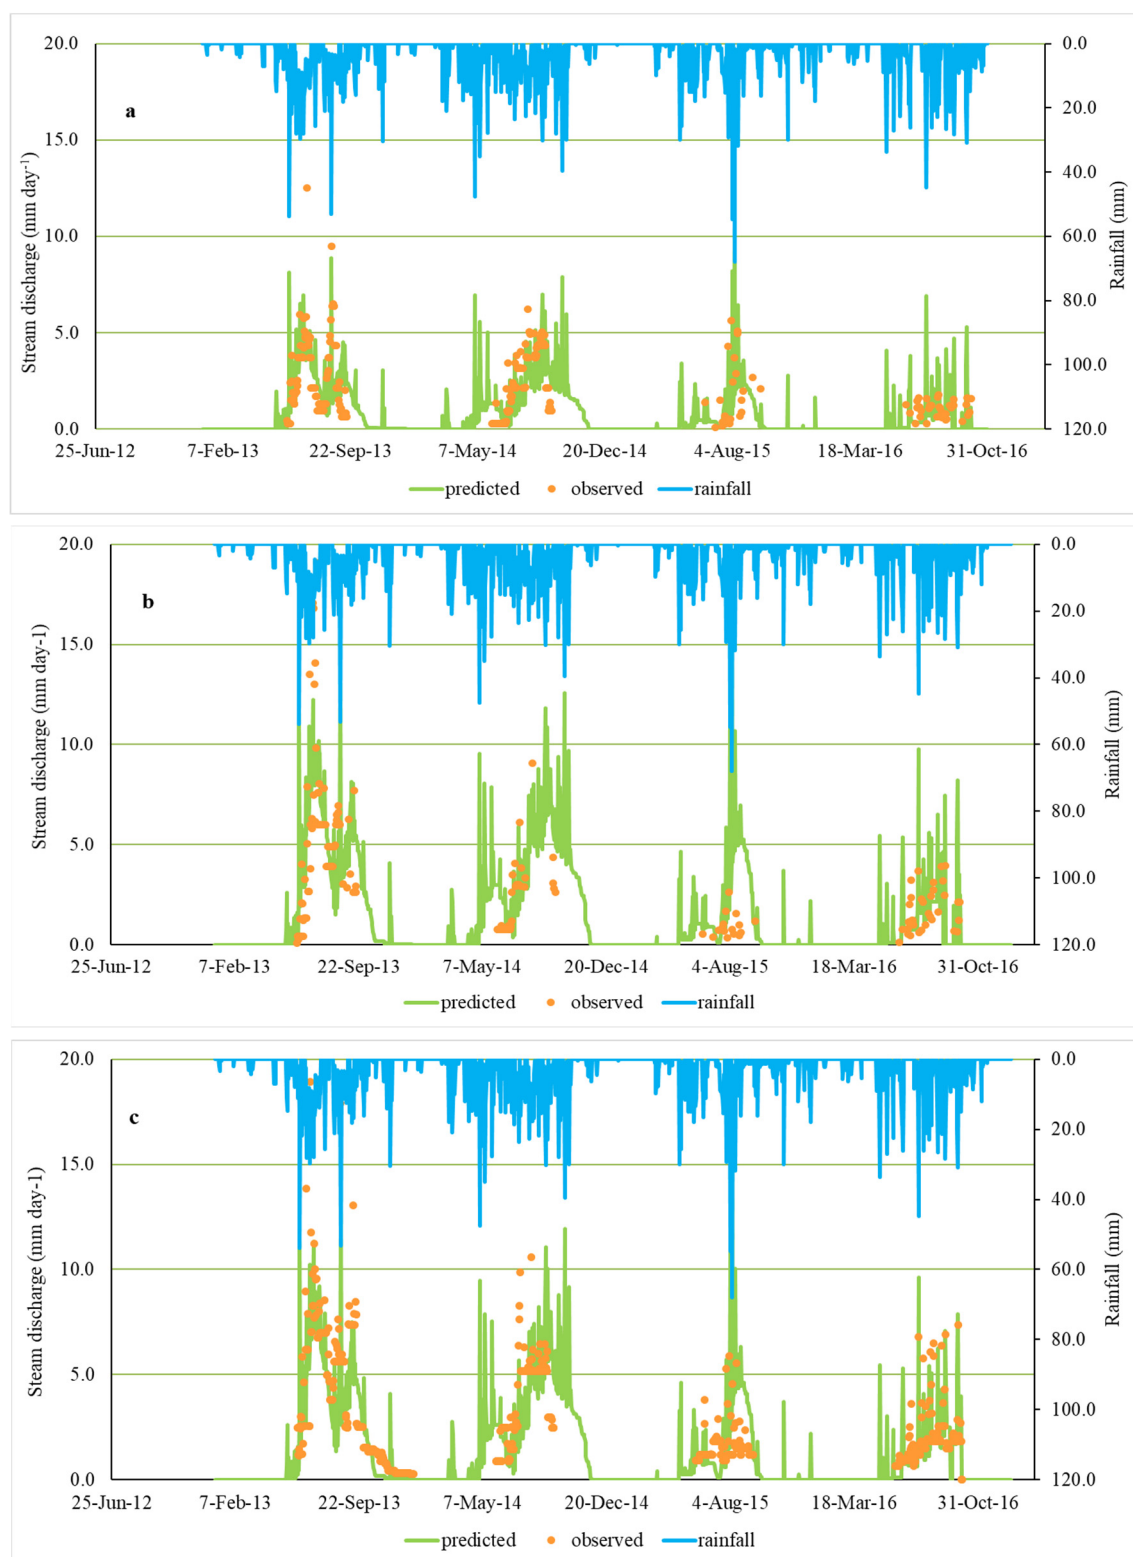 20.0 0.0
a
20.0
15.0
40.0
10.0 60.0
80.0
5.0
100.0
0.0 120.0
Stream discharge (mm day-1)
Rainfall (mm)
25-Jun-12 7-Feb-13 22-Sep-13 7-May-14 20-Dec-14 4-Aug-15 18-Mar-16 31-Oct-16
predicted observed rainfall
20.0 0.0
b
20.0
15.0
40.0
10.0 60.0
80.0
5.0
100.0
0.0 120.0
Stream discharge (mm day-1)
Rainfall (mm)
25-Jun-12 7-Feb-13 22-Sep-13 7-May-14 20-Dec-14 4-Aug-15 18-Mar-16 31-Oct-16
predicted observed rainfall
20.0 0.0
c
20.0
15.0
40.0
10.0 60.0
80.0
5.0
100.0
0.0 120.0
Steam discharge (mm day-1)
Rainfall (mm)
25-Jun-12 7-Feb-13 22-Sep-13 7-May-14 20-Dec-14 4-Aug-15 18-Mar-16 31-Oct-16
predicted observed rainfall